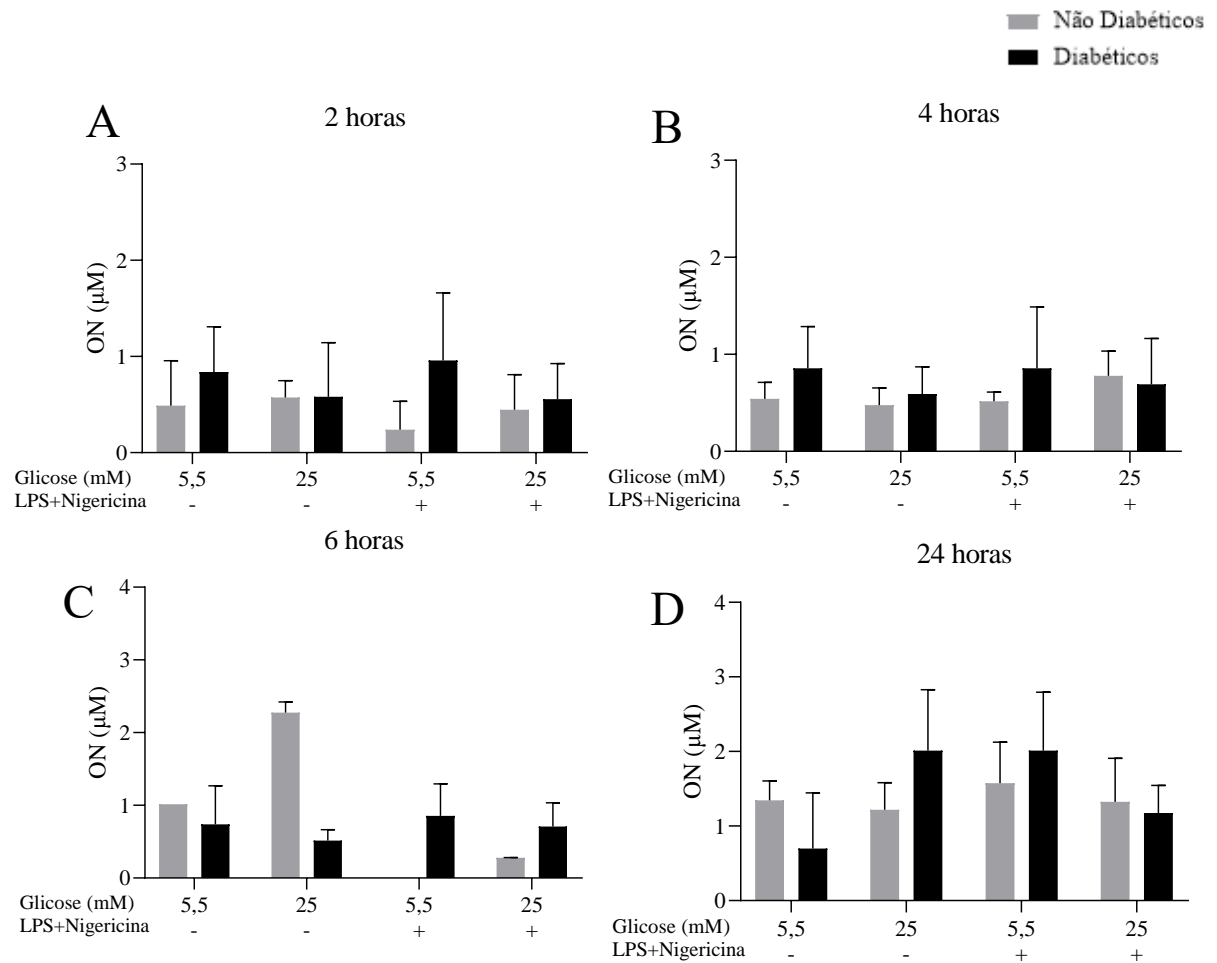 Não Diabéticos
Diabéticos
A
2 horas
3
2
1
0
ON (µM)
Glicose (mM) 5,5 25 5,5 25
LPS+Nigericina - - + +
B
4 horas
3
2
1
0
ON (µM)
Glicose (mM) 5,5 25 5,5 25
LPS+Nigericina - - + +
C
6 horas
4
3
2
1
0
ON (µM)
Glicose (mM) 5,5 25 5,5 25
LPS+Nigericina - - + +
D
24 horas
4
3
2
1
0
ON (µM)
Glicose (mM) 5,5 25 5,5 25
LPS+Nigericina - - + +